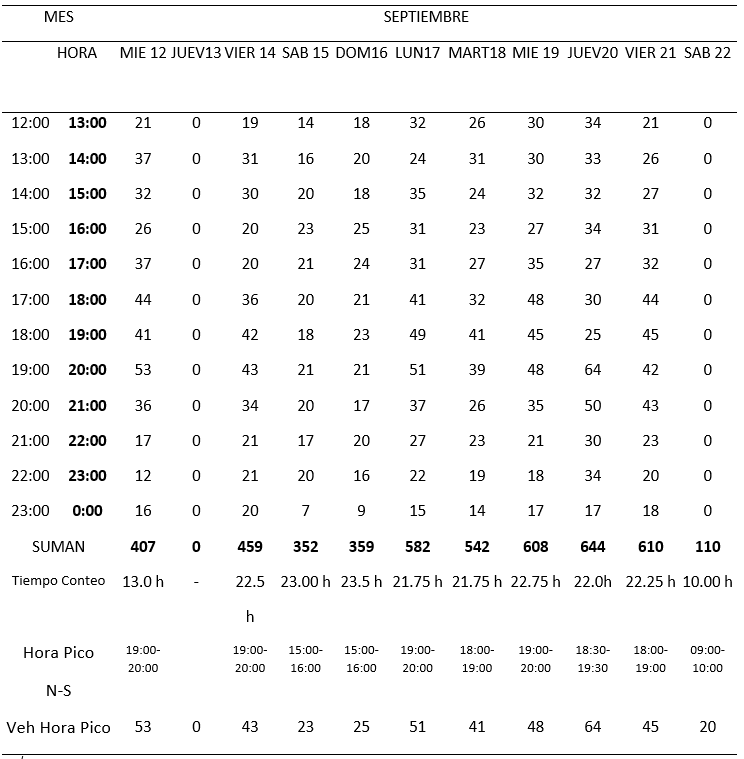 MES SEPTIEMBRE
HORA MIE 12 JUEV13 VIER 14 SAB 15 DOM16 LUN17 MART18 MIE 19 JUEV20 VIER 21 SAB 22
12:00 13:00 21 0 19 14 18 32 26 30 34 21 0
13:00 14:00 37 0 31 16 20 24 31 30 33 26 0
14:00 15:00 32 0 30 20 18 35 24 32 32 27 0
15:00 16:00 26 0 20 23 25 31 23 27 34 31 0
16:00 17:00 37 0 20 21 24 31 27 35 27 32 0
17:00 18:00 44 0 36 20 21 41 32 48 30 44 0
18:00 19:00 41 0 42 18 23 49 41 45 25 45 0
19:00 20:00 53 0 43 21 21 51 39 48 64 42 0
20:00 21:00 36 0 34 20 17 37 26 35 50 43 0
21:00 22:00 17 0 21 17 20 27 23 21 30 23 0
22:00 23:00 12 0 21 20 16 22 19 18 34 20 0
23:00 0:00 16 0 20 7 9 15 14 17 17 18 0
SUMAN 407 0 459 352 359 582 542 608 644 610 110
Tiempo Conteo 13.0 h - 22.5 23.00 h 23.5 h 21.75 h 21.75 h 22.75 h 22.0h 22.25 h 10.00 h
h
Hora Pico 19:00- 19:00- 15:00- 15:00- 19:00- 18:00- 19:00- 18:30- 18:00- 09:00-
20:00 20:00 16:00 16:00 20:00 19:00 20:00 19:30 19:00 10:00
N-S
Veh Hora Pico 53 0 43 23 25 51 41 48 64 45 20